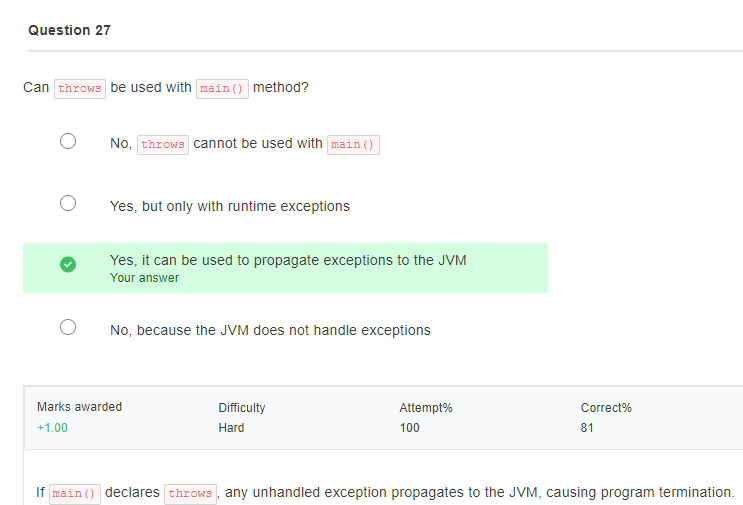 Question 27
Can throws be used with main() method?
No, throws cannot be used with main()
Yes, but only with runtime exceptions
Yes, it can be used to propagate exceptions to the JVM
Your answer
No, because the JVM does not handle exceptions
Marks awarded Difficulty Attempt% Correct%
+1.00 Hard 100 81
If main() declares throws, any unhandled exception propagates to the JVM, causing program termination.